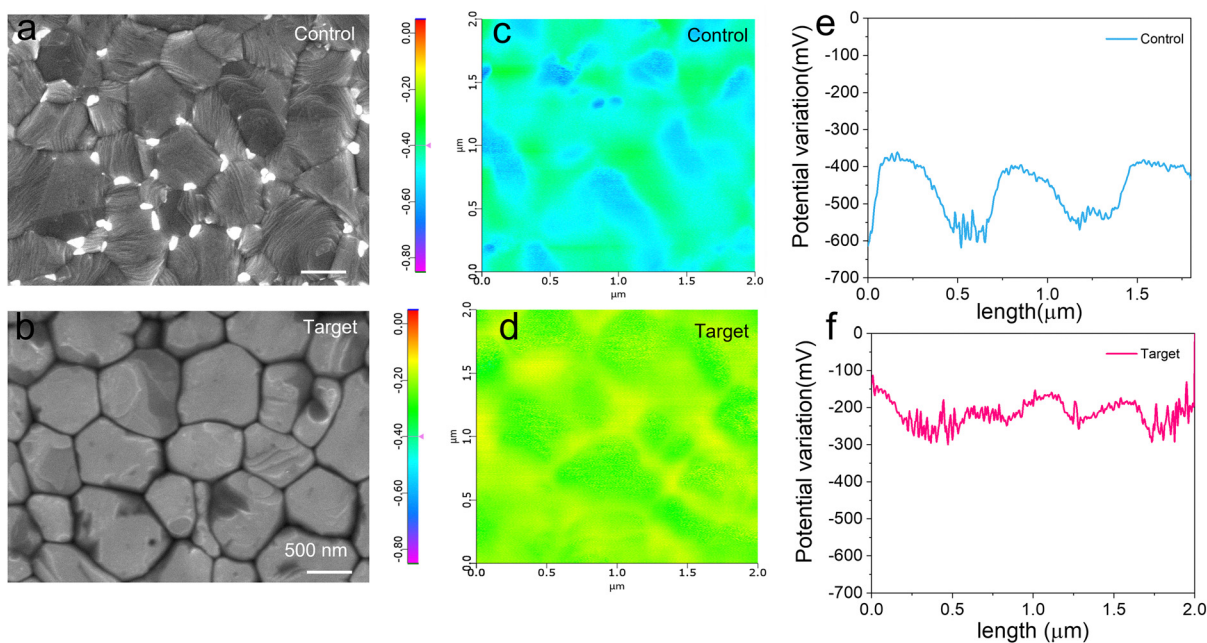 a
Control
0.00
-0.20
-0.40
-0.60
-0.80
c
Control
2.0
1.5
1.0
0.5
0.0
μm
0.5
1.0
1.5
2.0
μm
e
Control
Potential variation(mV)
0
-100
-200
-300
-400
-500
-600
-700
0.0
0.5
1.0
1.5
length(μm)
b
Target
500 nm
0.00
-0.20
-0.40
-0.60
-0.80
d
Target
2.0
1.5
1.0
0.5
0.0
μm
0.0
0.5
1.0
1.5
2.0
μm
f
Target
Potential variation(mV)
0
-100
-200
-300
-400
-500
-600
-700
0.0
0.5
1.0
1.5
2.0
length (μm)